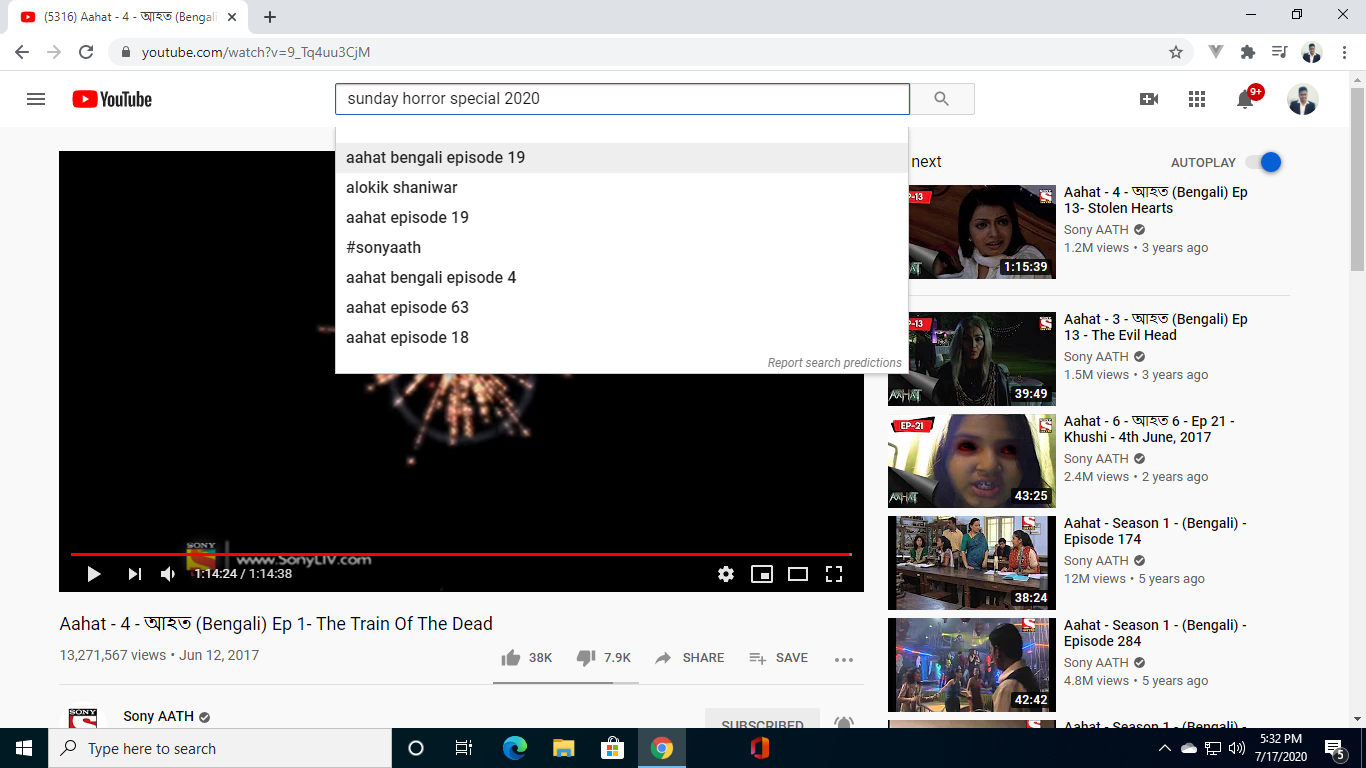 (5316) Aahat - 4 - আহত (Bengali
youtube.com/watch?v=9_Tq4uu3CjM
YouTube
sunday horror special 2020
9+
aahat bengali episode 19
alokik shaniwar
aahat episode 19
#sonyaath
aahat bengali episode 4
aahat episode 63
aahat episode 18
Report search predictions
SONY
www.SonyLIV.com
1:14:24 / 1:14:38
Aahat - 4 - আহত (Bengali) Ep 1- The Train Of The Dead
13,271,567 views • Jun 12, 2017
38K
7.9K
SHARE
SAVE
SONY
Sony AATH
SUBSCRIBED
next
AUTOPLAY
1:15:39
Aahat - 4 - আহত (Bengali) Ep
13- Stolen Hearts
Sony AATH
1.2M views • 3 years ago
AAHAT
39:49
Aahat - 3 - আহত (Bengali) Ep
13 - The Evil Head
Sony AATH
1.5M views • 3 years ago
EP-21
AAHAT
43:25
Aahat - 6 - আহত 6 - Ep 21 -
Khushi - 4th June, 2017
Sony AATH
2.4M views • 2 years ago
38:24
Aahat - Season 1 - (Bengali) -
Episode 174
Sony AATH
12M views • 5 years ago
42:42
Aahat - Season 1 - (Bengali) -
Episode 284
Sony AATH
4.8M views • 5 years ago
Aahat - Season 1 - (Bengali) -
Type here to search
5:32 PM
7/17/2020
5